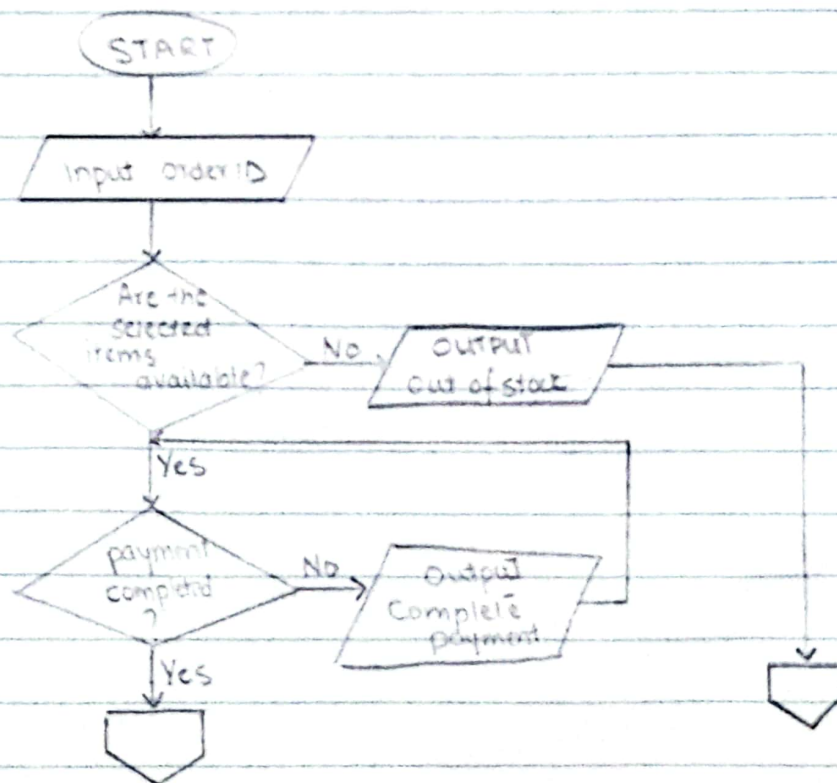 START
Input order ID
Are the
selected
items
available?
No
OUTPUT
Out of stock
Yes
payment
completed
?
No
Output
Complete
payment
Yes